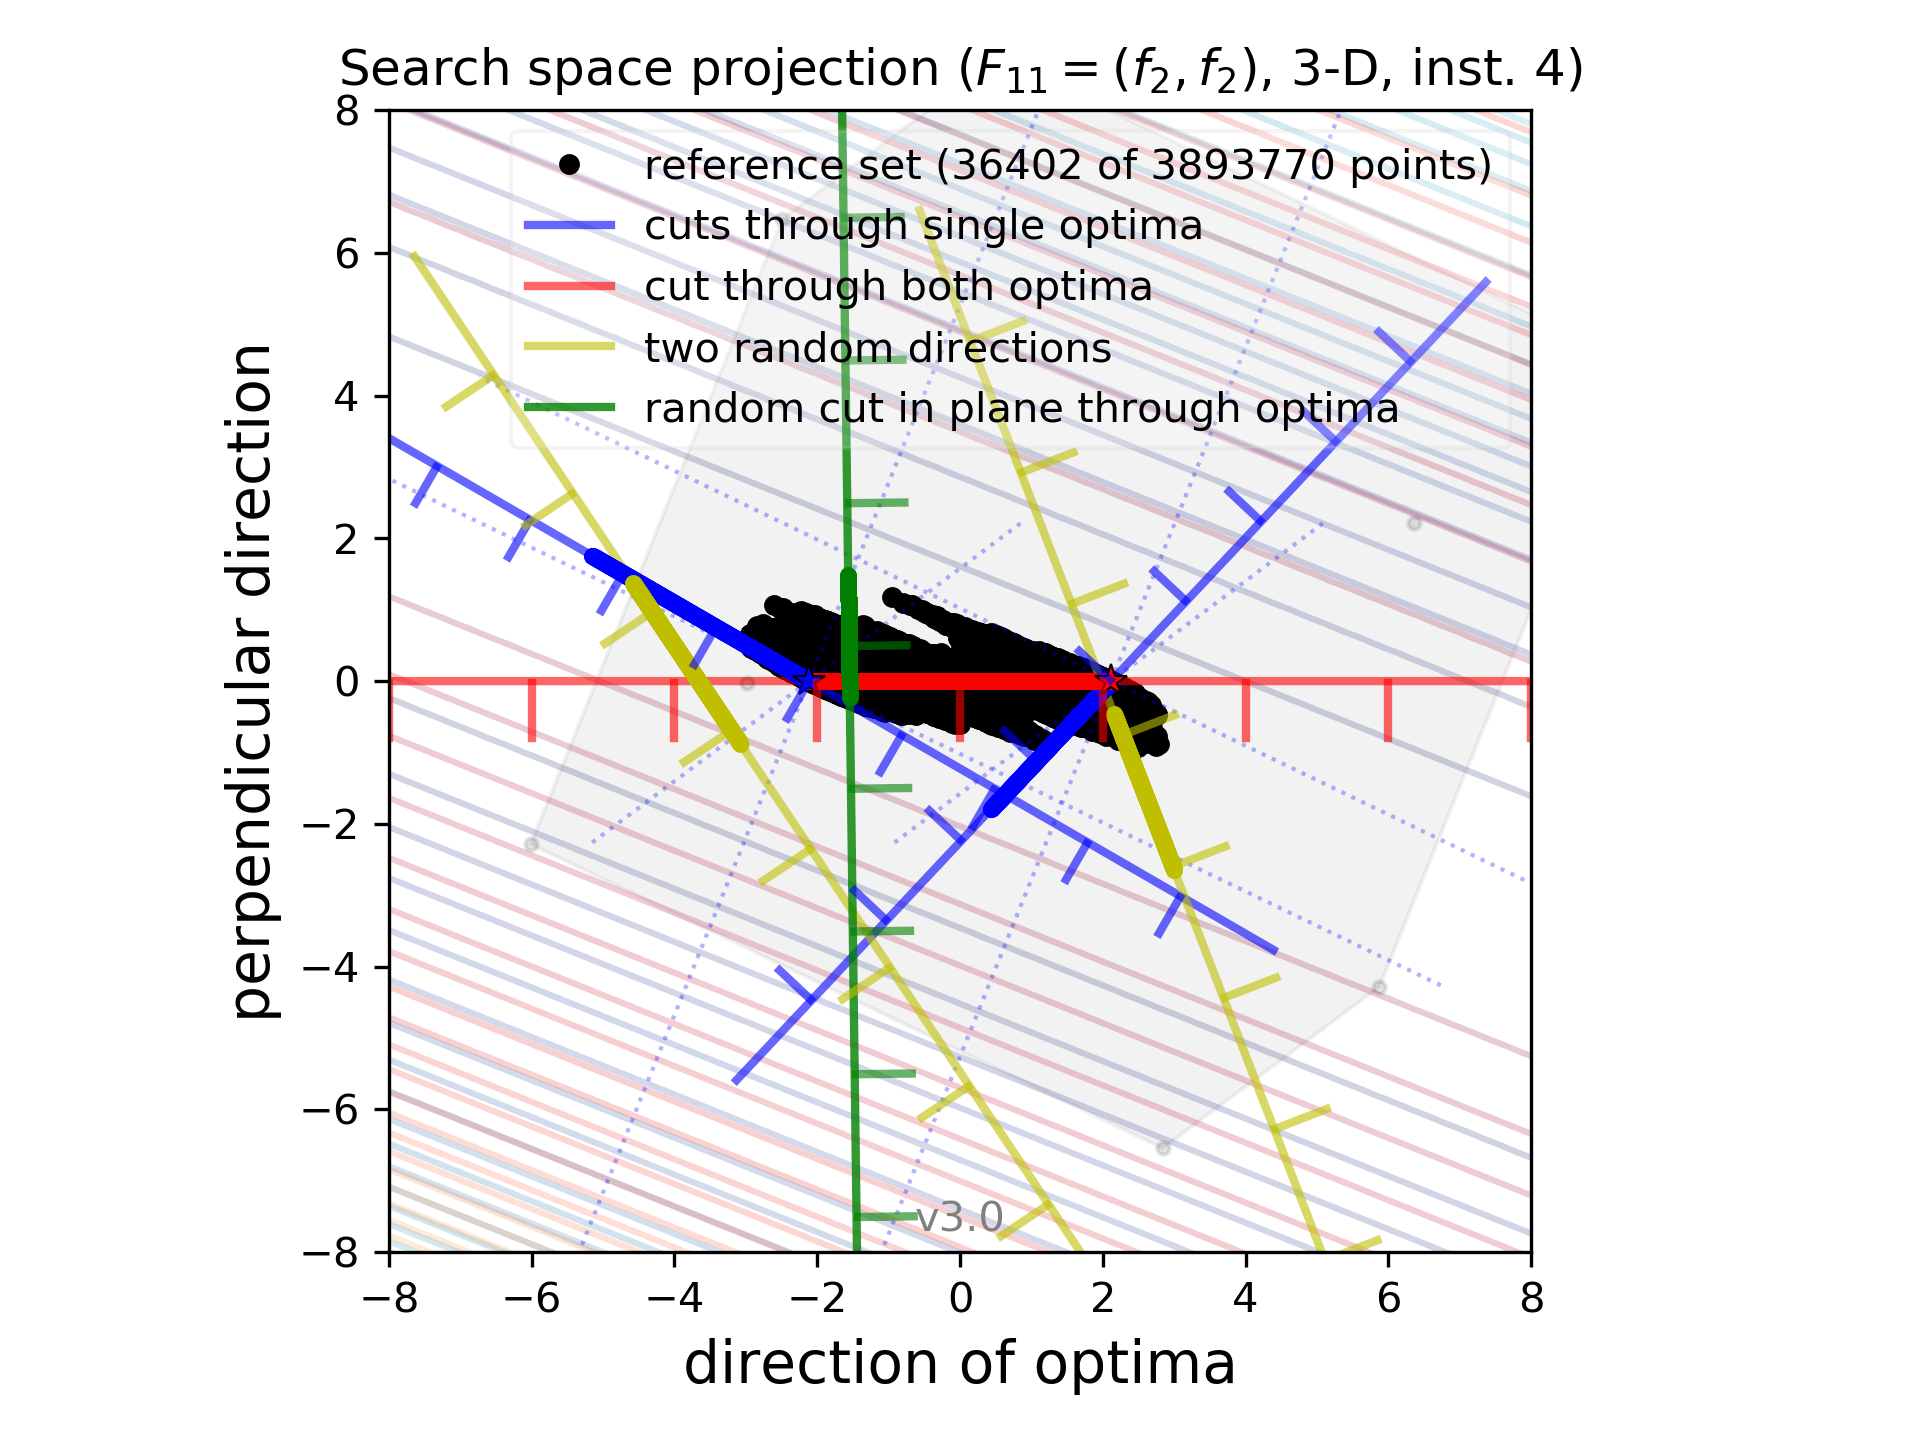 Search space projection (F₁₁ = (f₂, f₂), 3-D, inst. 4)
8
6
4
2
0
−2
−4
−6
−8
perpendicular direction
reference set (36402 of 3893770 points)
cuts through single optima
cut through both optima
two random directions
random cut in plane through optima
v3.0
−8 −6 −4 −2 0 2 4 6 8
direction of optima